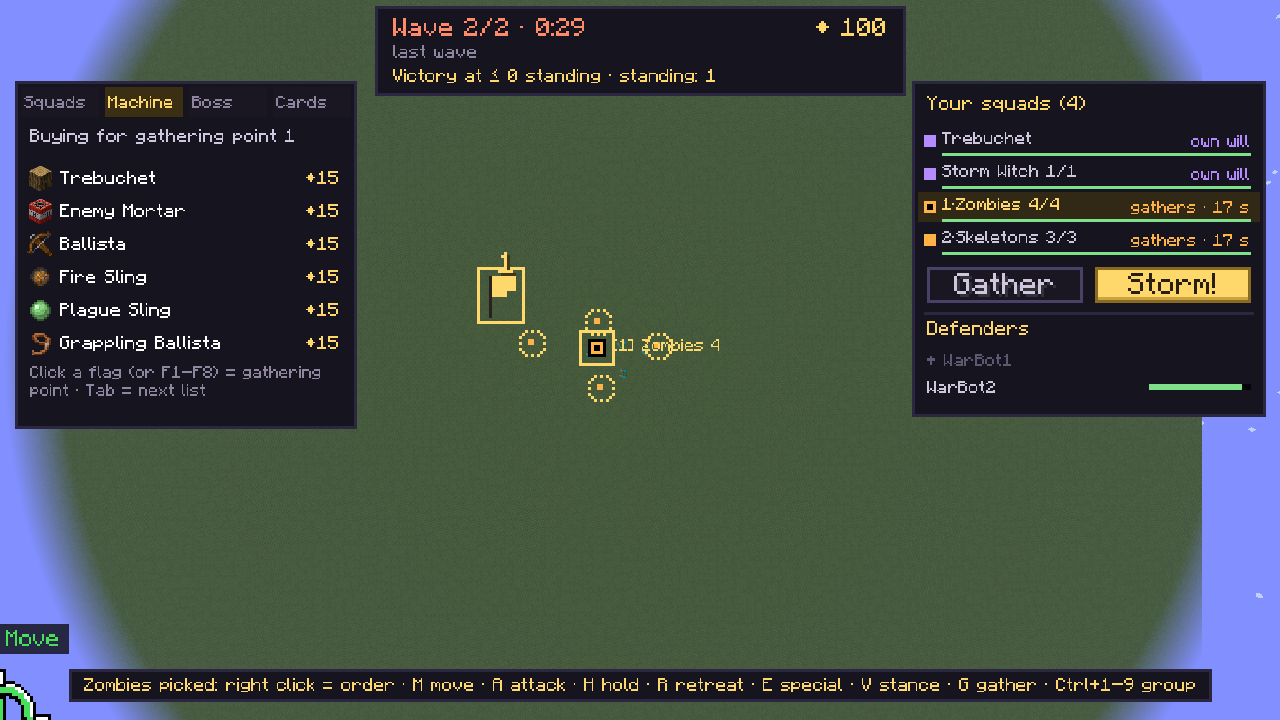 Wave 2/2 · 0:29
100
last wave
Victory at ≤ 0 standing · standing: 1
Squads
Machine
Boss
Cards
Buying for gathering point 1
Trebuchet
15
Enemy Mortar
15
Ballista
15
Fire Sling
15
Plague Sling
15
Grappling Ballista
15
Click a flag (or F1–F8) = gathering
point · Tab = next list
Your squads (4)
Trebuchet
own will
Storm Witch 1/1
own will
1·Zombies 4/4
gathers · 17 s
2·Skeletons 3/3
gathers · 17 s
Gather
Storm!
Defenders
WarBot1
WarBot2
1
[1] Zombies 4
Move
Zombies picked: right click = order · M move · A attack · H hold · R retreat · E special · V stance · G gather · Ctrl+1–9 group